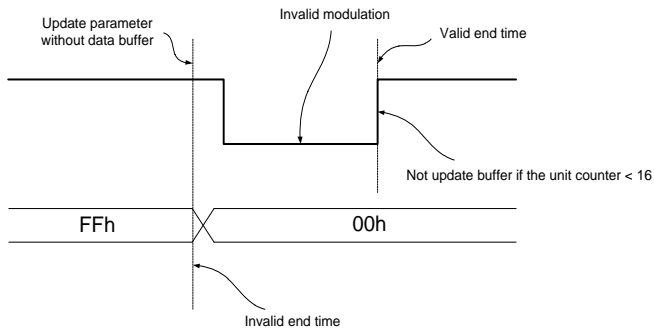 Invalid modulation
Update parameter
without data buffer
Valid end time
Not update buffer if the unit counter < 16
FFh
00h
Invalid end time